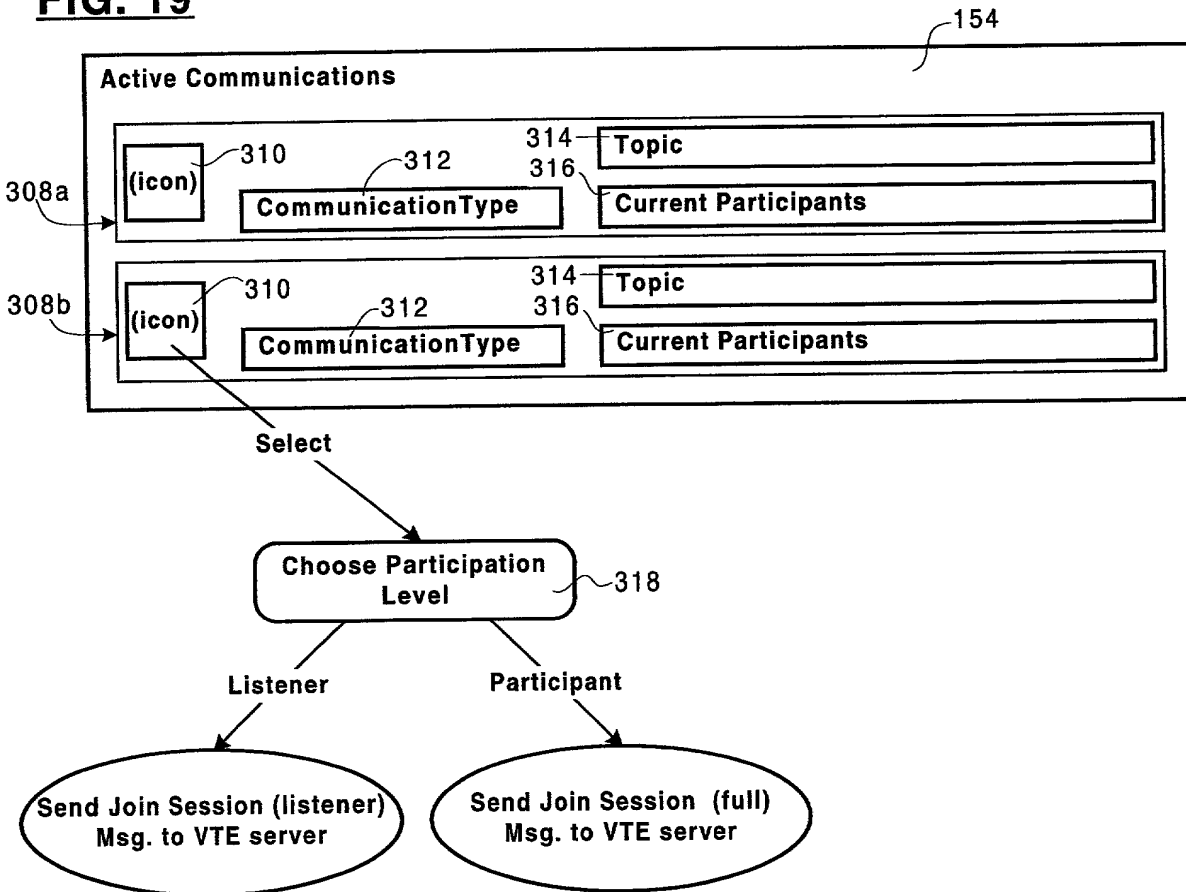 FIG. 19
154
Active Communications
(icon)
310
312
CommunicationType
314
Topic
316
Current Participants
308a
(icon)
310
312
CommunicationType
314
Topic
316
Current Participants
308b
Select
Choose Participation
Level
318
Listener
Participant
Send Join Session (listener)
Msg. to VTE server
Send Join Session (full)
Msg. to VTE server